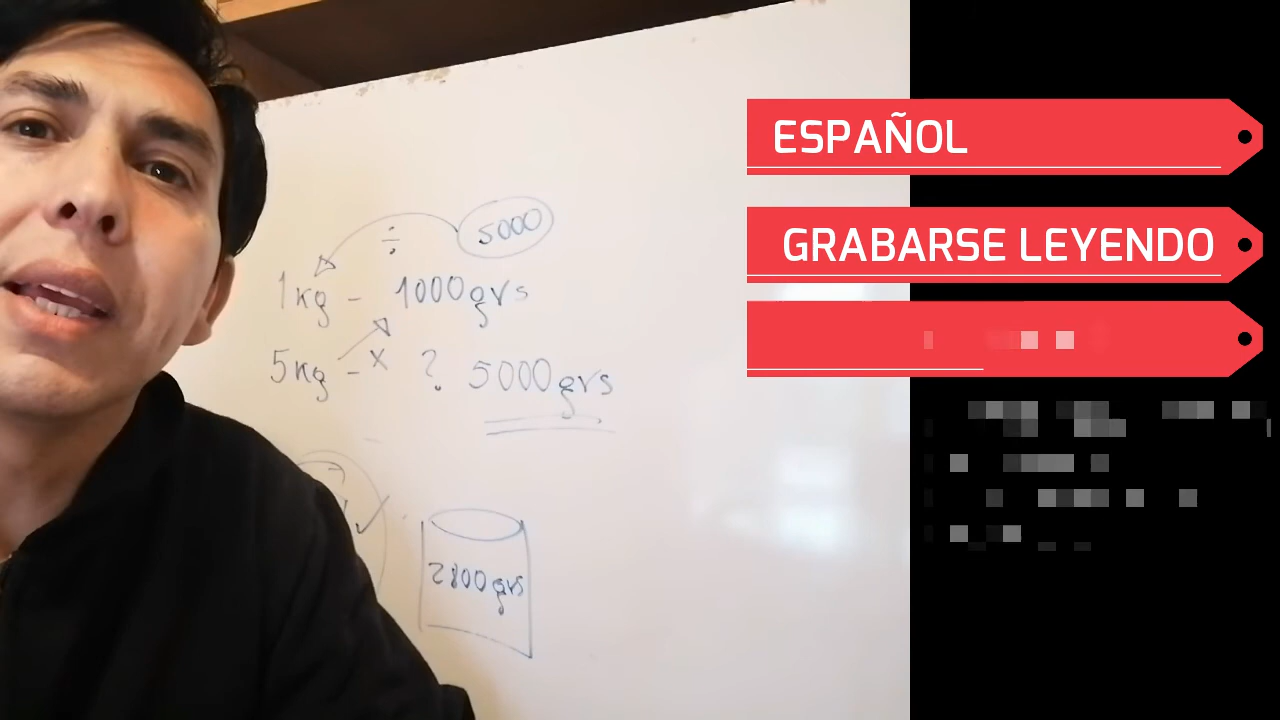 ESPAÑOL
GRABARSE LEYENDO
÷ 5000
1kg - 1000grs
5kg - x ? 5000grs
2800grs